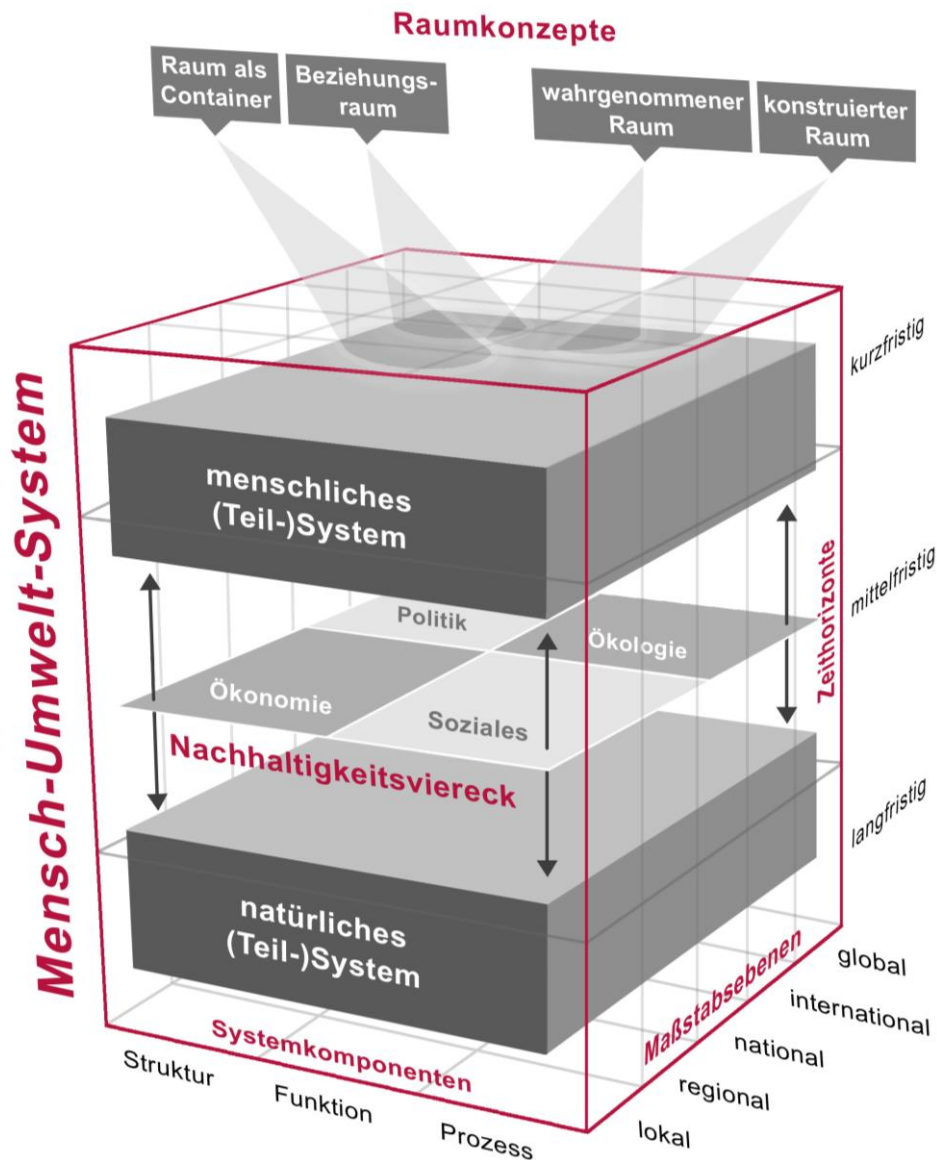 Raumkonzepte
Raum als
Container
Beziehungs-
raum
wahrgenommener
Raum
konstruierter
Raum
Mensch-Umwelt-System
menschliches
(Teil-)System
kurzfristig
mittelfristig
langfristig
Zeithorizonte
Politik
Ökologie
Ökonomie
Soziales
Nachhaltigkeitsviereck
natürliches
(Teil-)System
Systemkomponenten
Struktur
Funktion
Prozess
Maßstabsebenen
global
international
national
regional
lokal